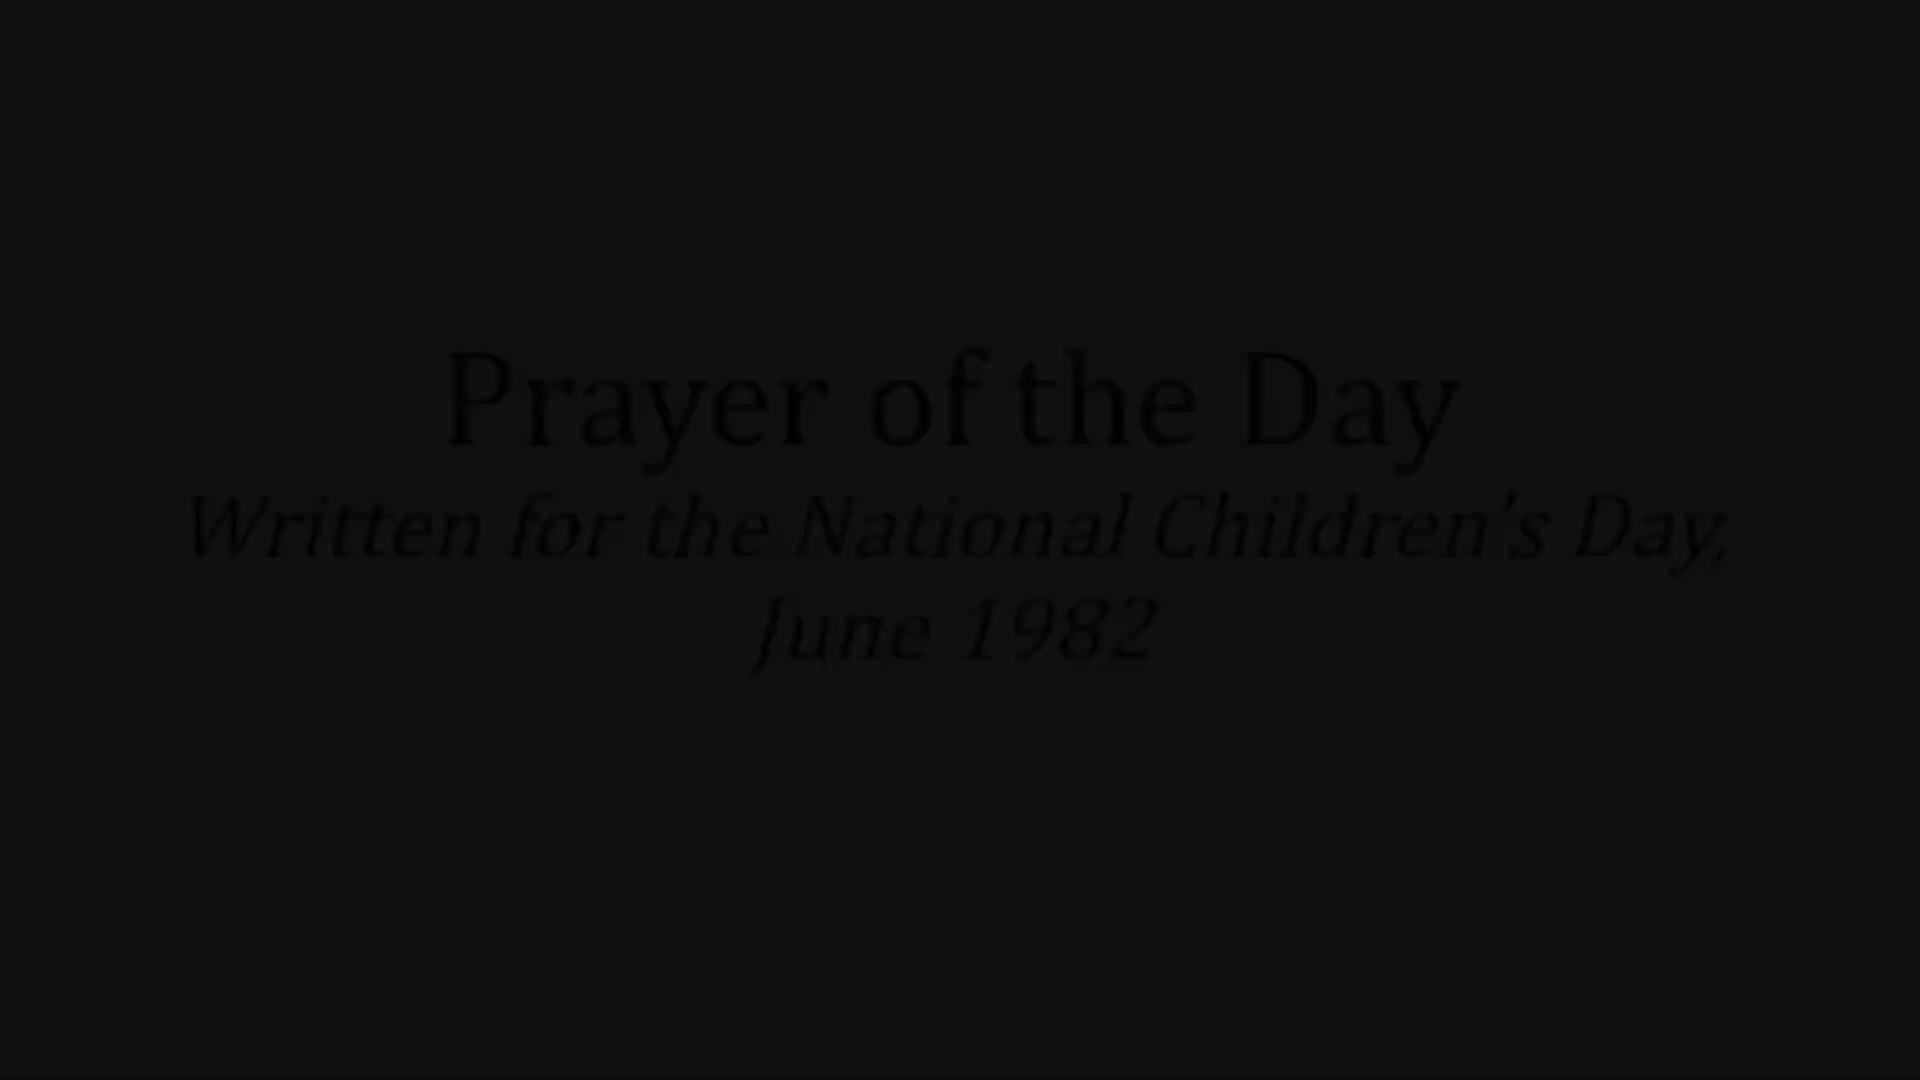 Prayer of the Day
Written for the National Children's Day,
June 1982